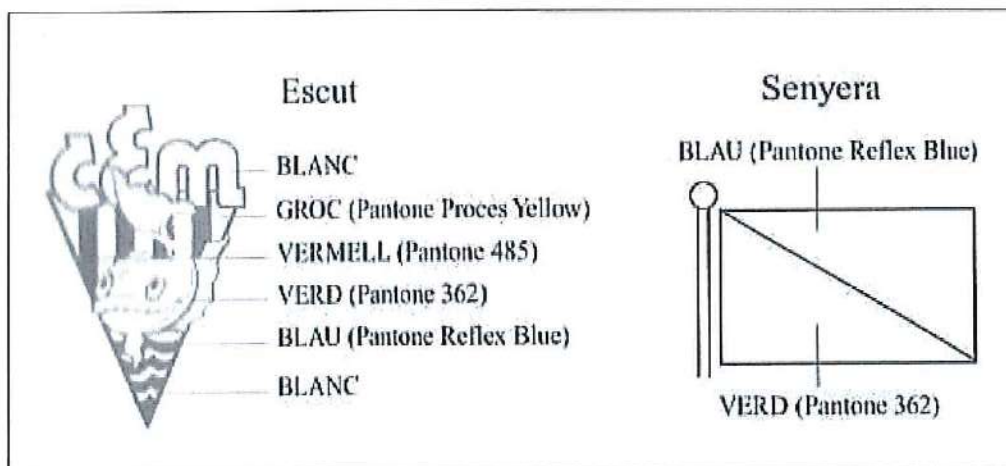 Escut
cEm
BLANC
GROC (Pantone Proces Yellow)
VERMELL (Pantone 485)
VERD (Pantone 362)
BLAU (Pantone Reflex Blue)
BLANC
Senyera
BLAU (Pantone Reflex Blue)
VERD (Pantone 362)